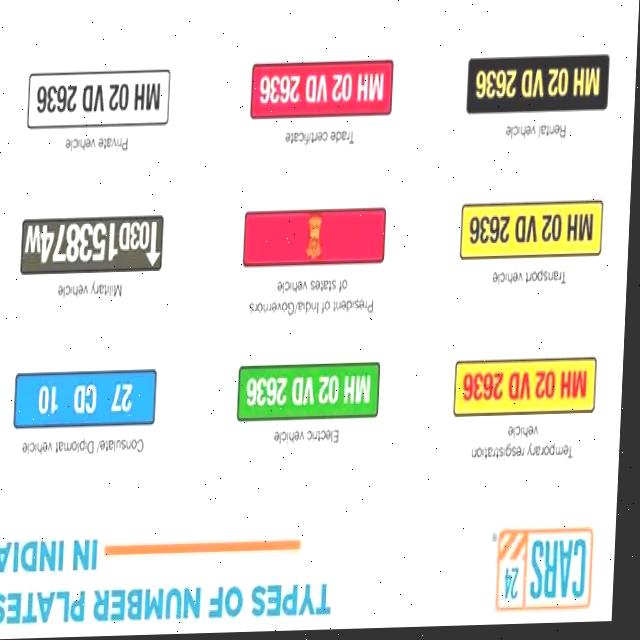 CARS 24
TYPES OF NUMBER PLATES
IN INDIA
Temporary resgistration
vehicle
MH 02 VD 2636
Electric vehicle
MH 02 VD 2636
Consulate/ Diplomat vehicle
27 CD 10
Transport vehicle
MH 02 VD 2636
President of India/Governors
of states vehicle
Military vehicle
↑03D153874W
Rental vehicle
MH 02 VD 2636
Trade certificate
MH 02 VD 2636
Private vehicle
MH 02 VD 2636